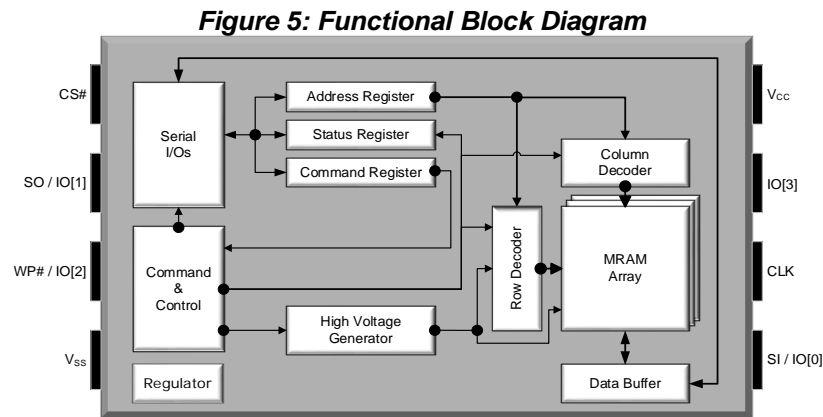 Figure 5: Functional Block Diagram
CS#
SO / IO[1]
WP# / IO[2]
VSS
Serial
I/Os
Command
&
Control
Regulator
Address Register
Status Register
Command Register
High Voltage
Generator
Row Decoder
Column
Decoder
MRAM
Array
Data Buffer
VCC
IO[3]
CLK
SI / IO[0]